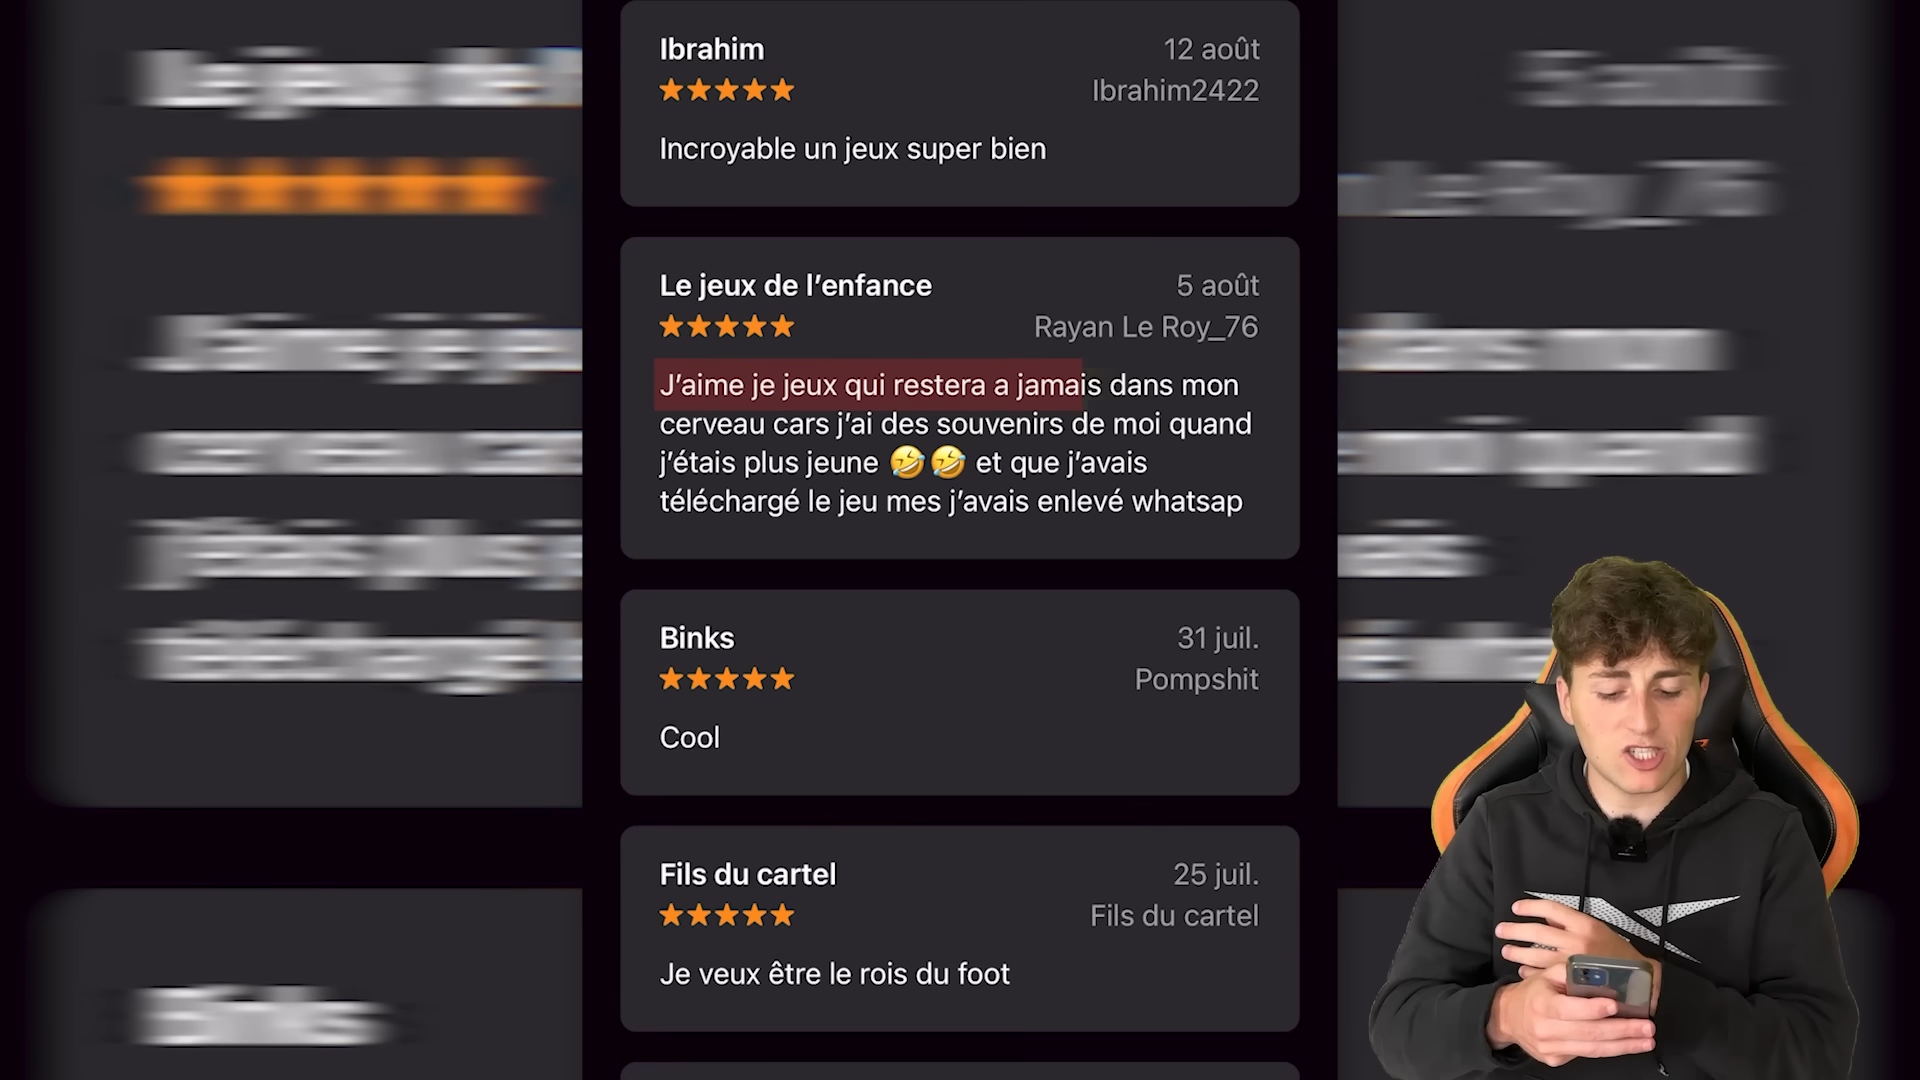 Ibrahim
12 août
Ibrahim2422
Incroyable un jeux super bien
Le jeux de l’enfance
5 août
Rayan Le Roy_76
J’aime je jeux qui restera a jamais dans mon
cerveau cars j’ai des souvenirs de moi quand
j’étais plus jeune 🤣🤣 et que j’avais
téléchargé le jeu mes j’avais enlevé whatsap
Binks
31 juil.
Pompshit
Cool
Fils du cartel
25 juil.
Fils du cartel
Je veux être le rois du foot